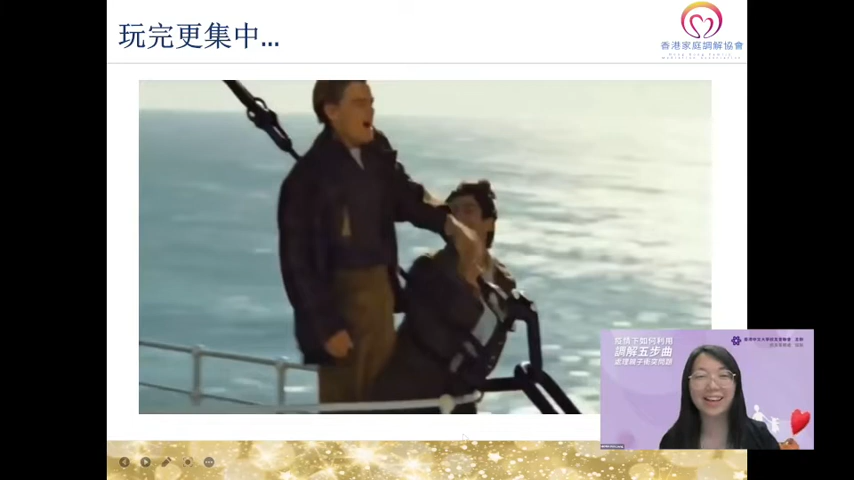 玩完更集中...
香港家庭調解協會
疫情下如何利用
調解五步曲
處理親子衝突問題